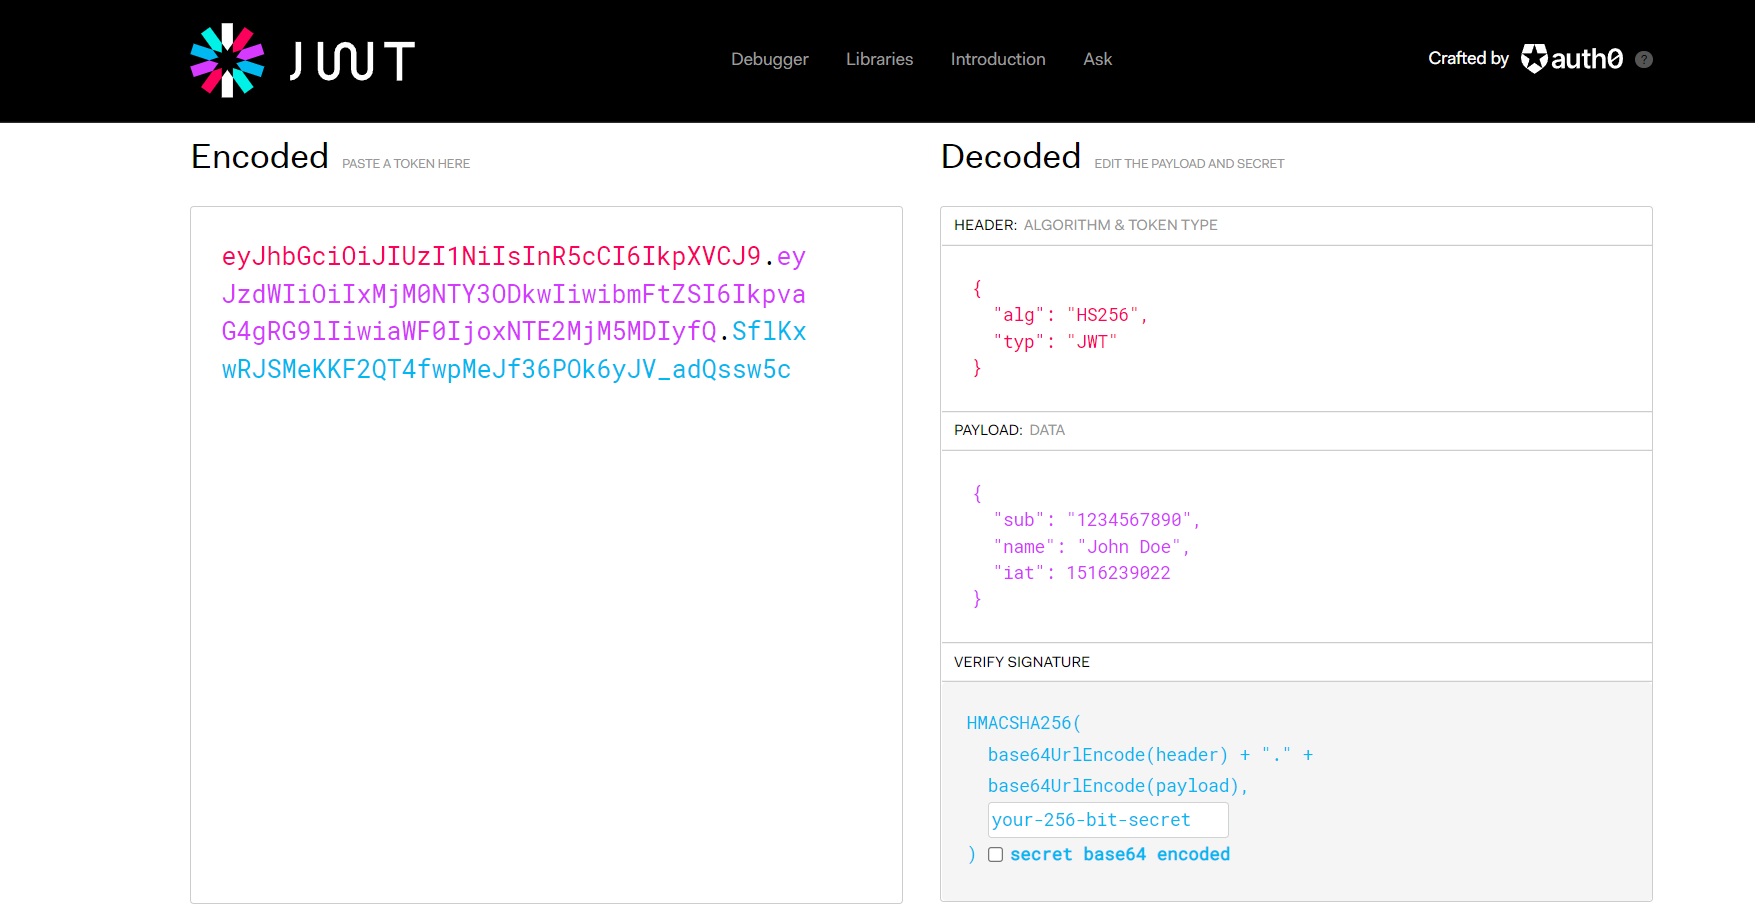 JWT
Debugger Libraries Introduction Ask
Crafted by auth0 ?
Encoded PASTE A TOKEN HERE
eyJhbGciOiJIUzI1NiIsInR5cCI6IkpXVCJ9.ey
JzdWIiOiIxMjM0NTY3ODkwIiwibmFtZSI6Ikpva
G4gRG9lIiwiaWF0IjoxNTE2MjM5MDIyfQ.SflKx
wRJSMeKKF2QT4fwpMeJf36POk6yJV_adQssw5c
Decoded EDIT THE PAYLOAD AND SECRET
HEADER: ALGORITHM & TOKEN TYPE
{
"alg": "HS256",
"typ": "JWT"
}
PAYLOAD: DATA
{
"sub": "1234567890",
"name": "John Doe",
"iat": 1516239022
}
VERIFY SIGNATURE
HMACSHA256(
base64UrlEncode(header) + "." +
base64UrlEncode(payload),
your-256-bit-secret
) secret base64 encoded